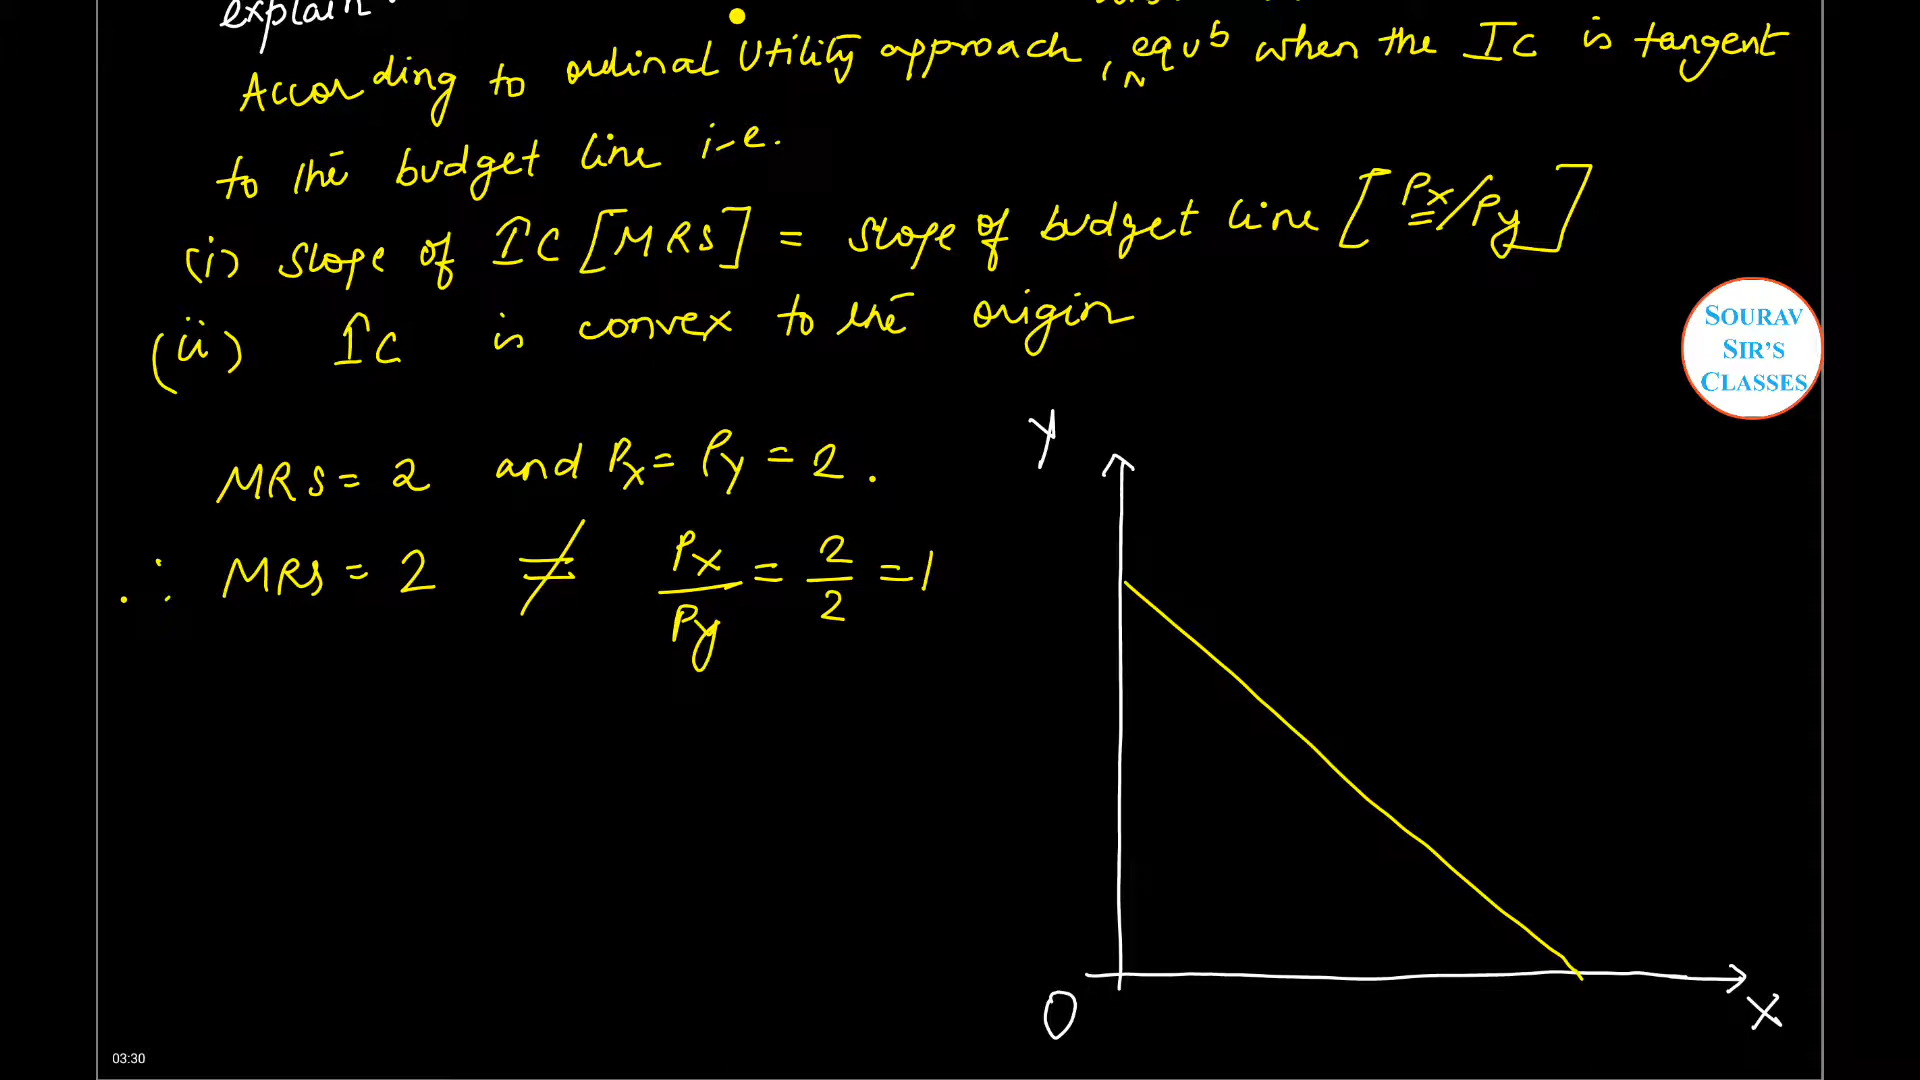 explain.
According to ordinal utility approach, in equb when the IC is tangent
to the budget line i-e.
(i) Slope of IC [MRS] = slope of budget line [Px/Py]
(ii) IC is convex to the origin
SOURAV
SIR'S
CLASSES
MRS = 2 and Px = Py = 2.
∴ MRS = 2 ≠ Px/Py = 2/2 = 1
Y
O
X
03:30